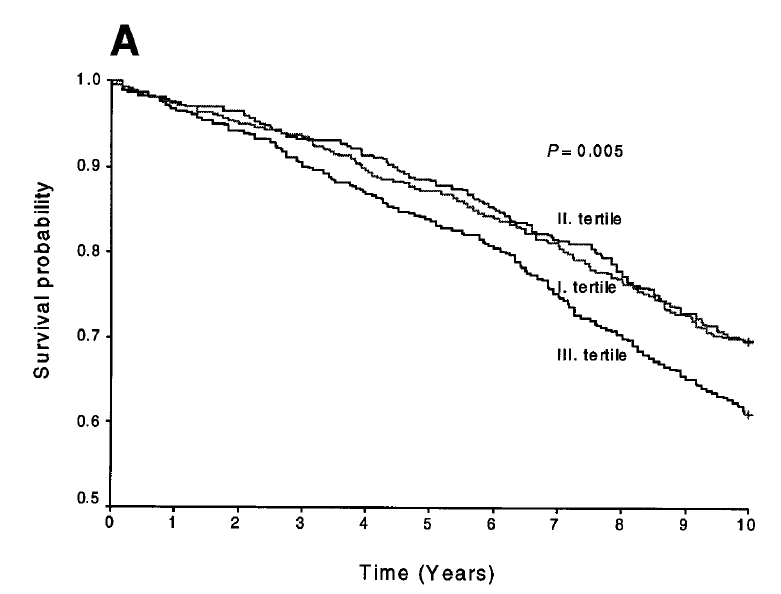 A
1.0
0.9
0.8
0.7
0.6
0.5
Survival probability
P = 0.005
II. tertile
I. tertile
III. tertile
0 1 2 3 4 5 6 7 8 9 10
Time (Years)